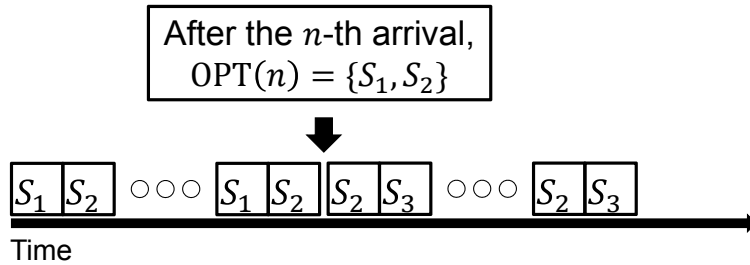 After the n-th arrival,
OPT(n) = {S₁, S₂}
S₁ S₂ ○○○ S₁ S₂ S₂ S₃ ○○○ S₂ S₃
Time